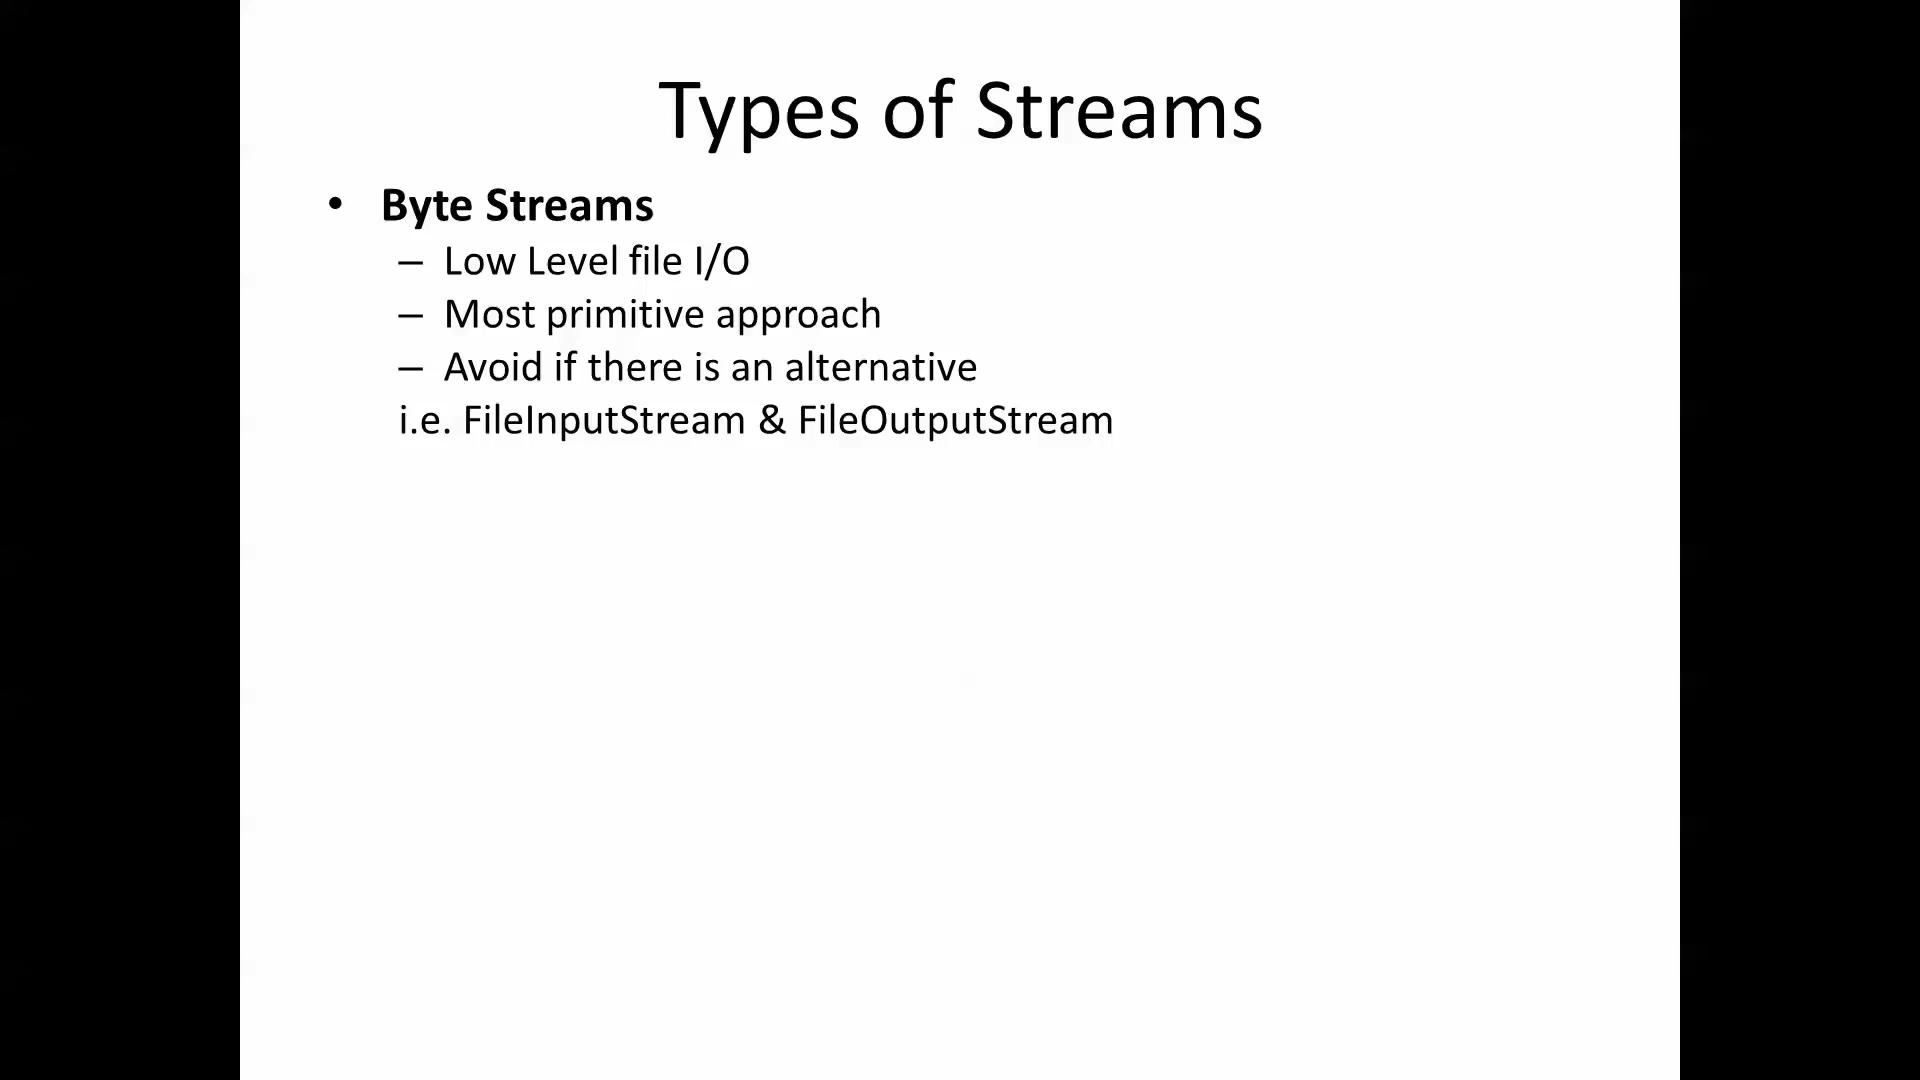 Types of Streams
• Byte Streams
– Low Level file I/O
– Most primitive approach
– Avoid if there is an alternative
i.e. FileInputStream & FileOutputStream